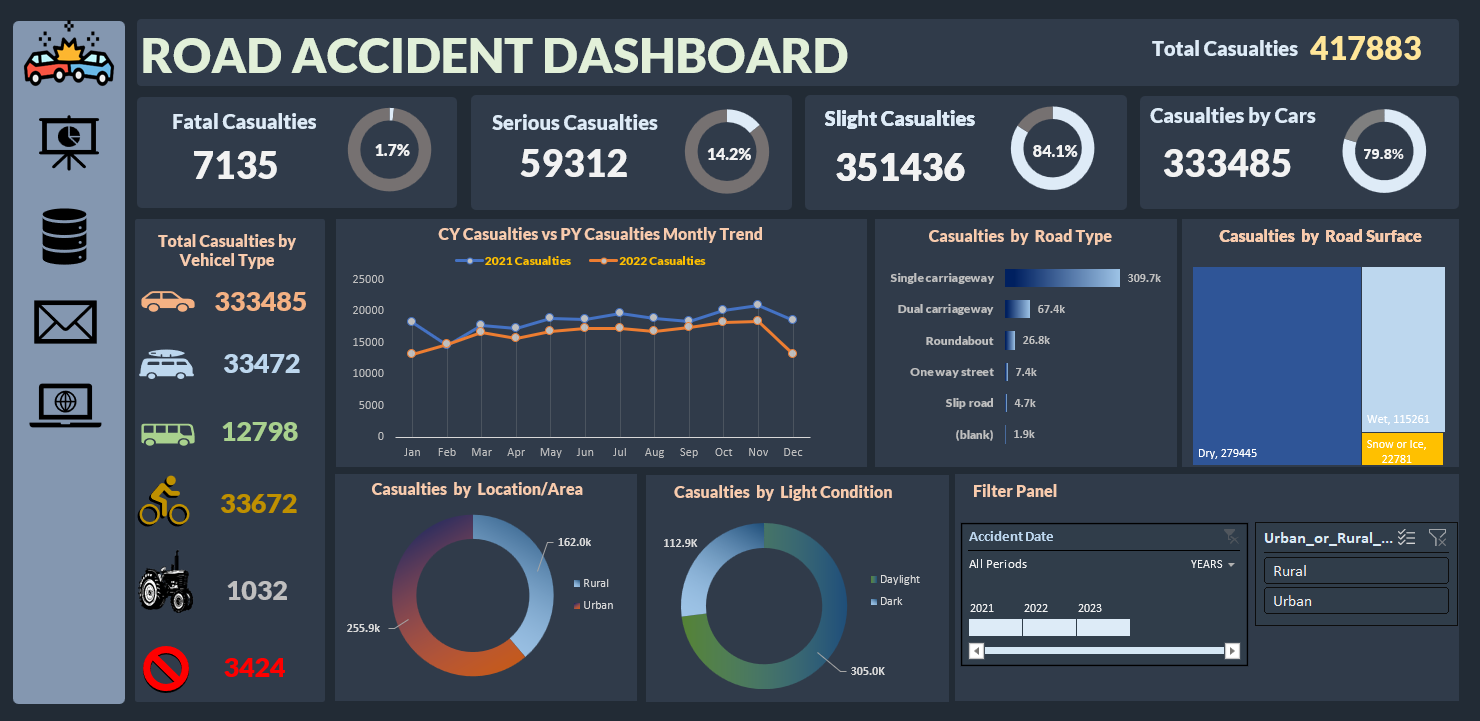 ROAD ACCIDENT DASHBOARD
Total Casualties 417883
Fatal Casualties
7135
1.7%
Serious Casualties
59312
14.2%
Slight Casualties
351436
84.1%
Casualties by Cars
333485
79.8%
Total Casualties by
Vehicel Type
333485
33472
12798
33672
1032
3424
CY Casualties vs PY Casualties Montly Trend
2021 Casualties 2022 Casualties
25000
20000
15000
10000
5000
0
Jan Feb Mar Apr May Jun Jul Aug Sep Oct Nov Dec
Casualties by Road Type
Single carriageway 309.7k
Dual carriageway 67.4k
Roundabout 26.8k
One way street 7.4k
Slip road 4.7k
(blank) 1.9k
Casualties by Road Surface
Dry, 279445
Wet, 115261
Snow or Ice,
22781
Casualties by Location/Area
162.0k
255.9k
Rural
Urban
Casualties by Light Condition
112.9K
305.0K
Daylight
Dark
Filter Panel
Accident Date
All Periods YEARS
2021 2022 2023
Urban_or_Rural_...
Rural
Urban